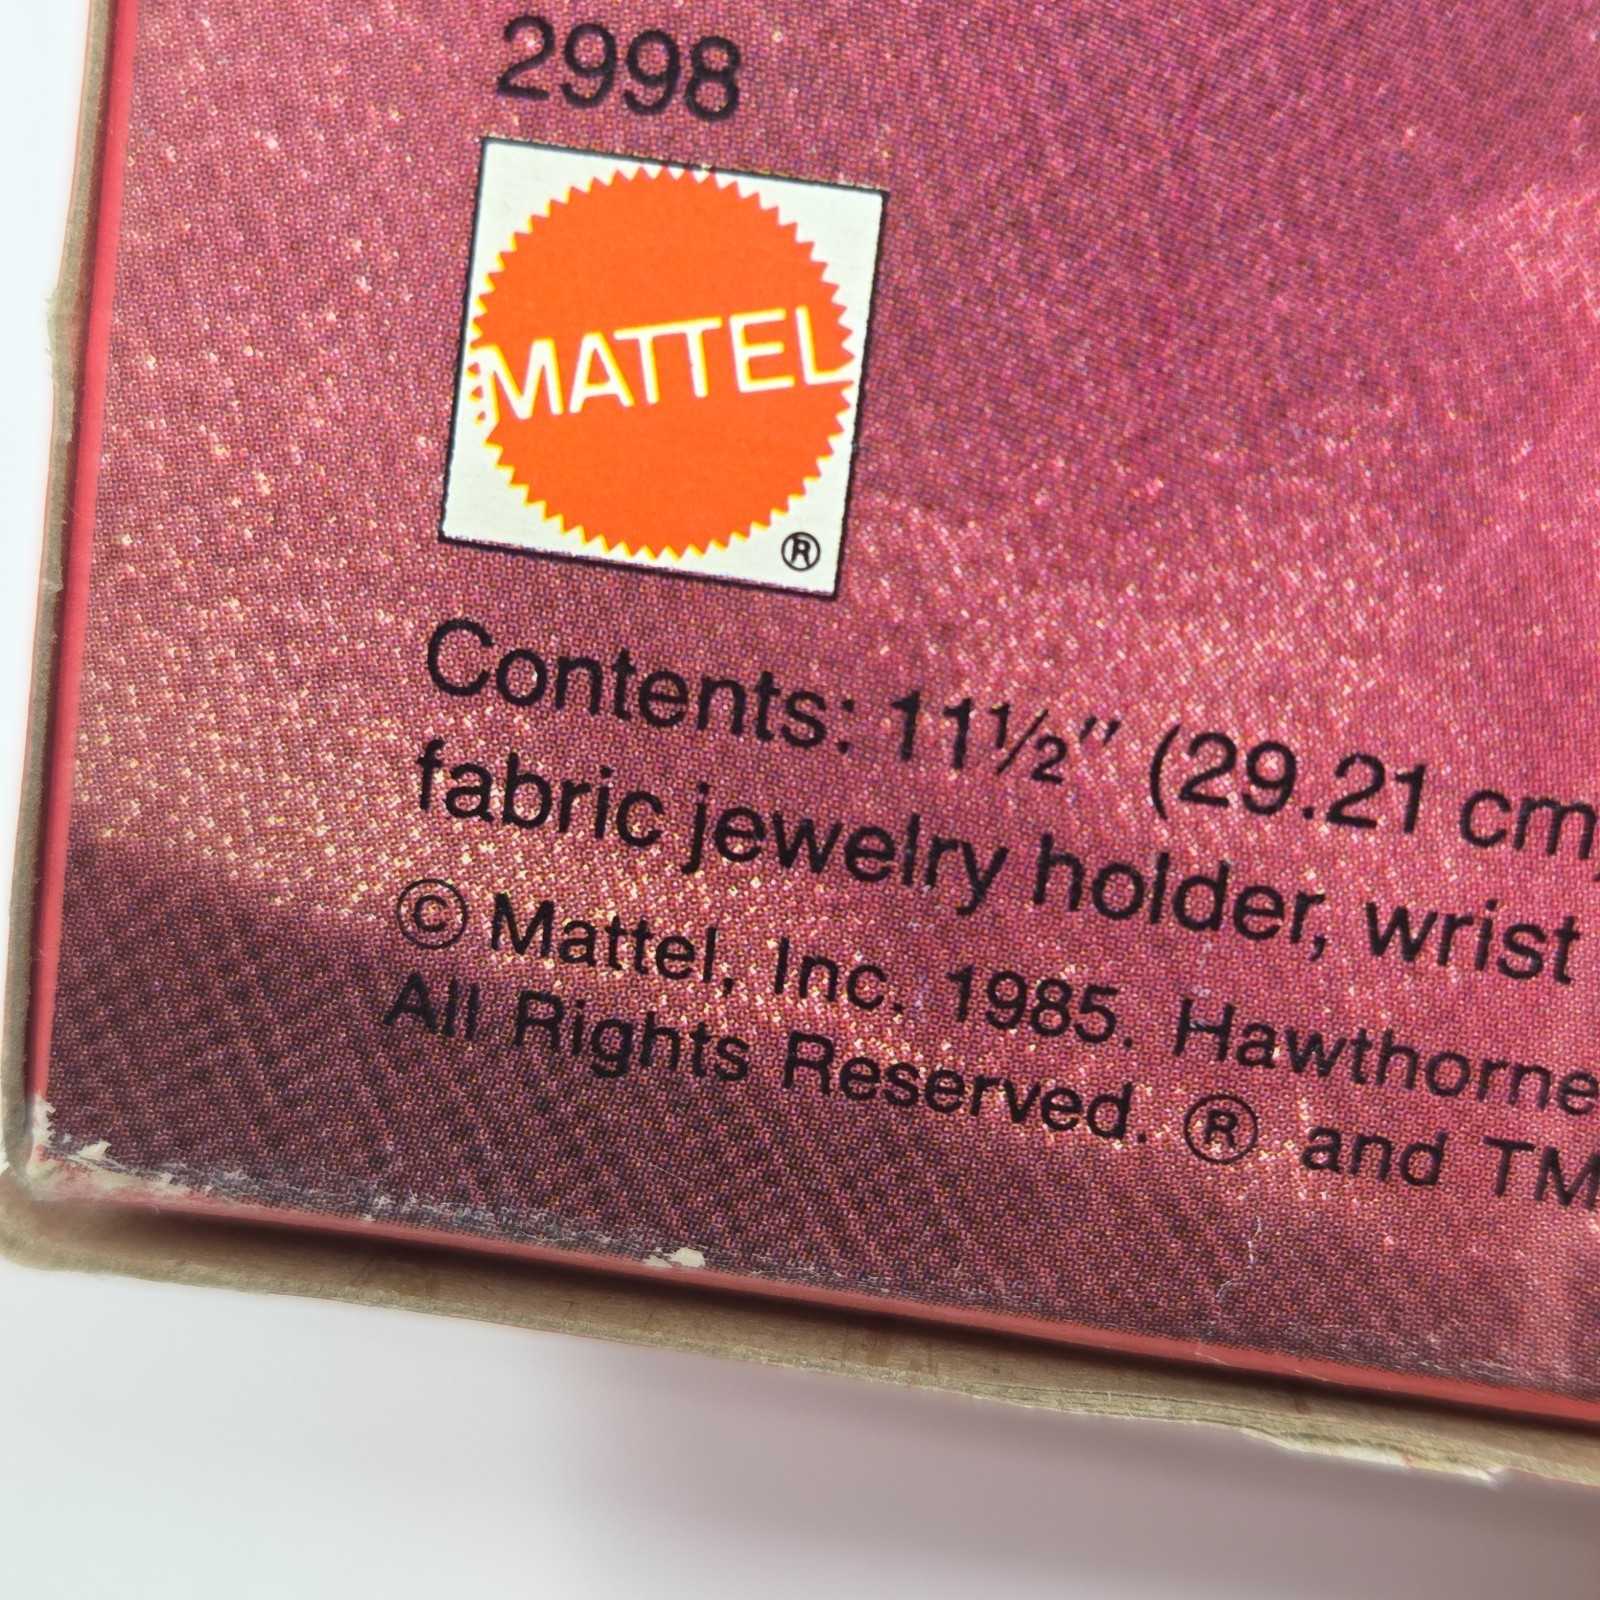 2998
MATTEL
®
Contents: 11½" (29.21 cm)
fabric jewelry holder, wrist
© Mattel, Inc. 1985. Hawthorne
All Rights Reserved. ® and TM